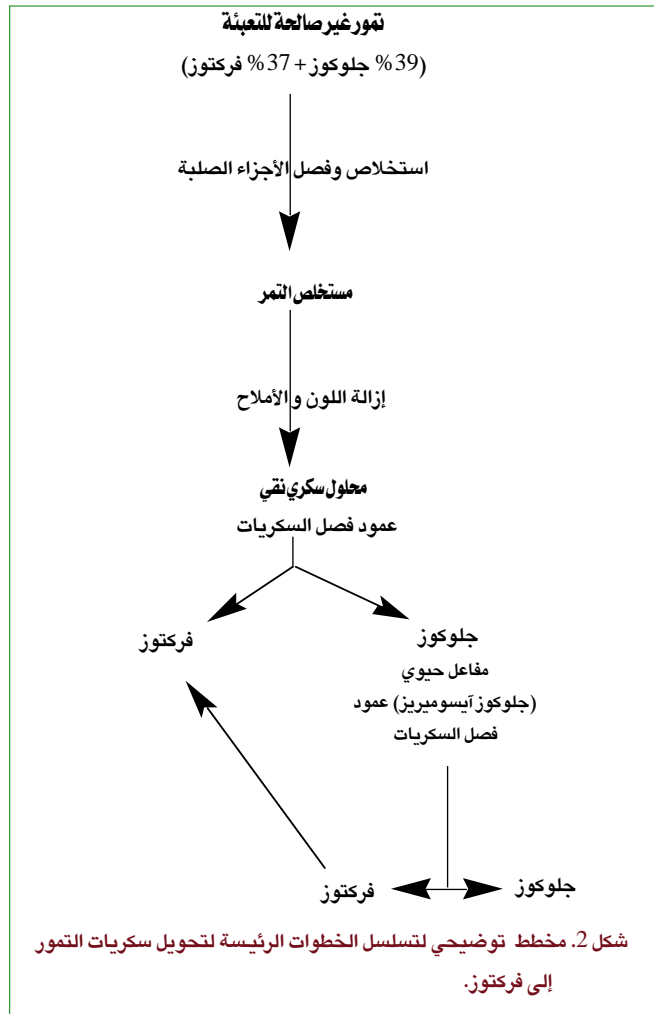 تمور غير صالحة للتعبئة
(39% جلوكوز + 37% فركتوز)
استخلاص وفصل الأجزاء الصلبة
مستخلص التمر
إزالة اللون و الأملاح
محلول سكري نقي
عمود فصل السكريات
جلوكوز
فركتوز
مفاعل حيوي
(جلوكوز آيسوميريز) عمود
فصل السكريات
جلوكوز
فركتوز
شكل 2. مخطط توضيحي لتسلسل الخطوات الرئيسة لتحويل سكريات التمور
إلى فركتوز.